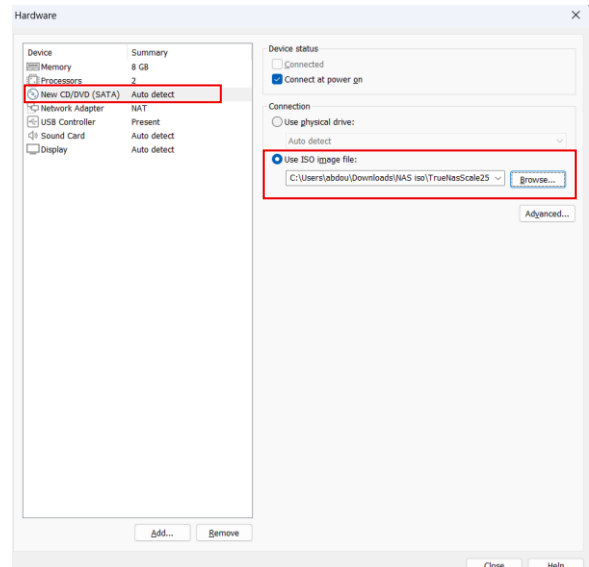 Hardware
Device Summary
Memory 8 GB
Processors 2
New CD/DVD (SATA) Auto detect
Network Adapter NAT
USB Controller Present
Sound Card Auto detect
Display Auto detect
Add... Remove
Device status
Connected
Connect at power on
Connection
Use physical drive:
Auto detect
Use ISO image file:
C:\Users\abdou\Downloads\NAS iso\TrueNasScale25 Browse...
Advanced...
Close Help